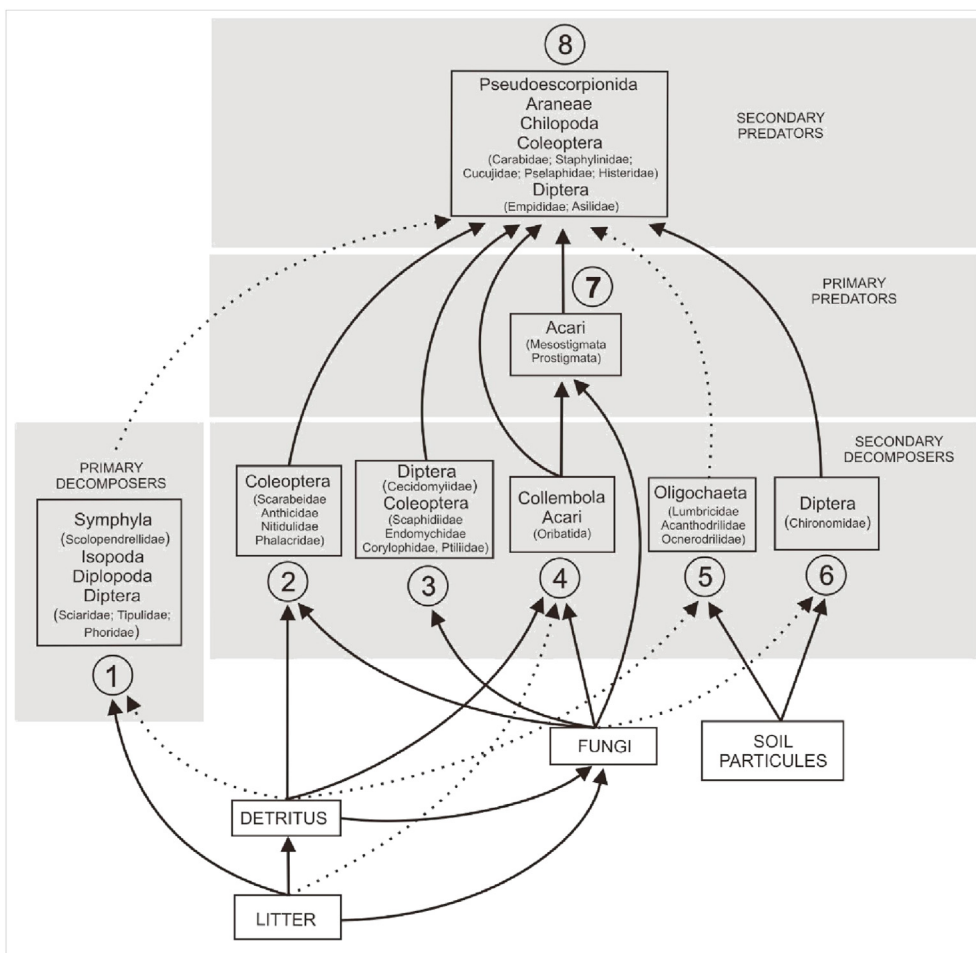 8
Pseudoescorpionida
Araneae
Chilopoda
Coleoptera
(Carabidae; Staphylinidae;
Cucujidae; Pselaphidae; Histeridae)
Diptera
(Empididae; Asilidae)
SECONDARY
PREDATORS
7
Acari
(Mesostigmata
Prostigmata)
PRIMARY
PREDATORS
PRIMARY
DECOMPOSERS
Symphyla
(Scolopendrellidae)
Isopoda
Diplopoda
Diptera
(Sciaridae; Tipulidae;
Phoridae)
1
SECONDARY
DECOMPOSERS
Coleoptera
(Scarabeidae
Anthicidae
Nitidulidae
Phalacridae)
2
Diptera
(Cecidomyiidae)
Coleoptera
(Scaphidiidae
Endomychidae
Corylophidae, Ptiliidae)
3
Collembola
Acari
(Oribatida)
4
Oligochaeta
(Lumbricidae
Acanthodrilidae
Ocnerodrilidae)
5
Diptera
(Chironomidae)
6
FUNGI
SOIL
PARTICULES
DETRITUS
LITTER